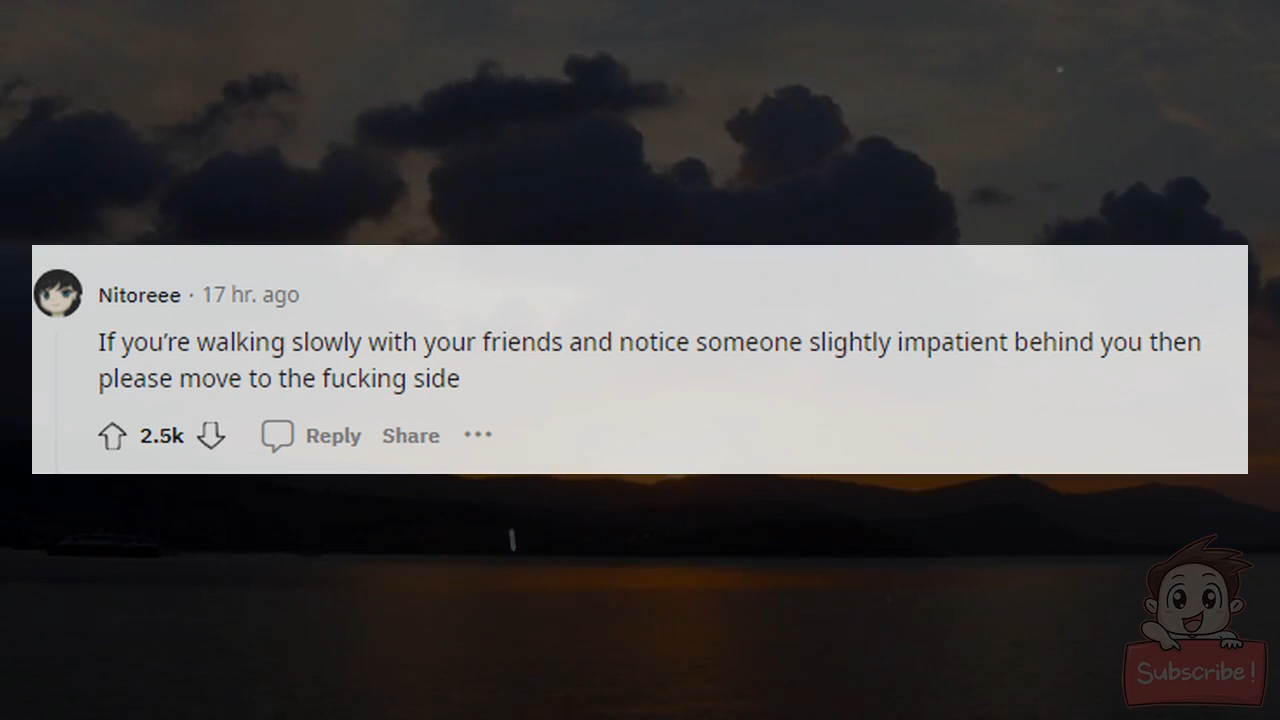 Nitoreee · 17 hr. ago
If you’re walking slowly with your friends and notice someone slightly impatient behind you then
please move to the fucking side
2.5k Reply Share ···
Subscribe!